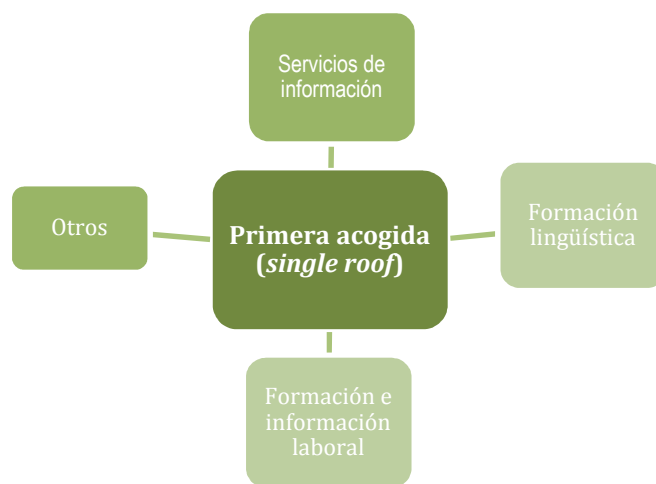 Servicios de
información
Otros
Primera acogida
(single roof)
Formación
lingüística
Formación e
información
laboral